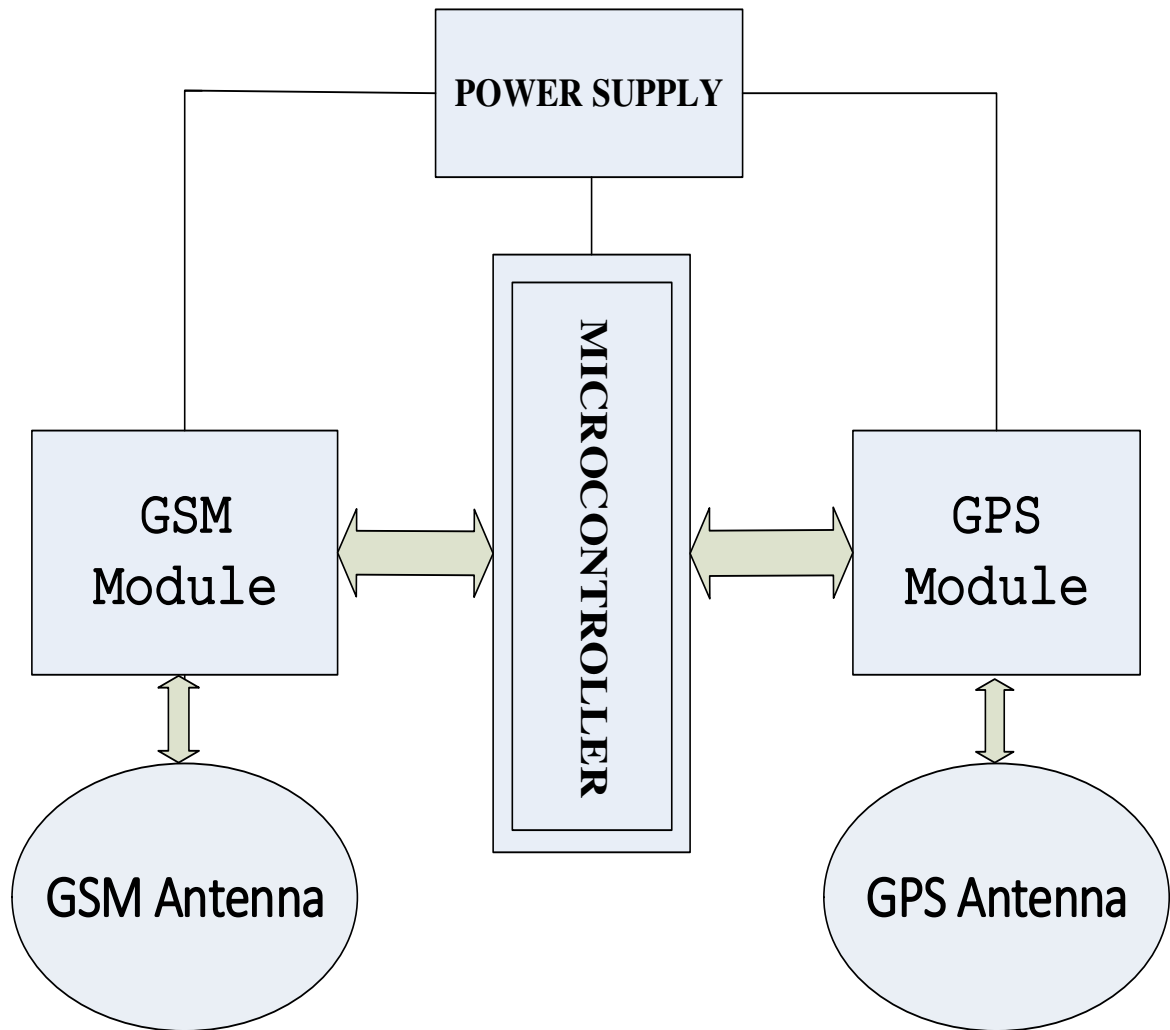 POWER SUPPLY
MICROCONTROLLER
GSM
Module
GPS
Module
GSM Antenna
GPS Antenna